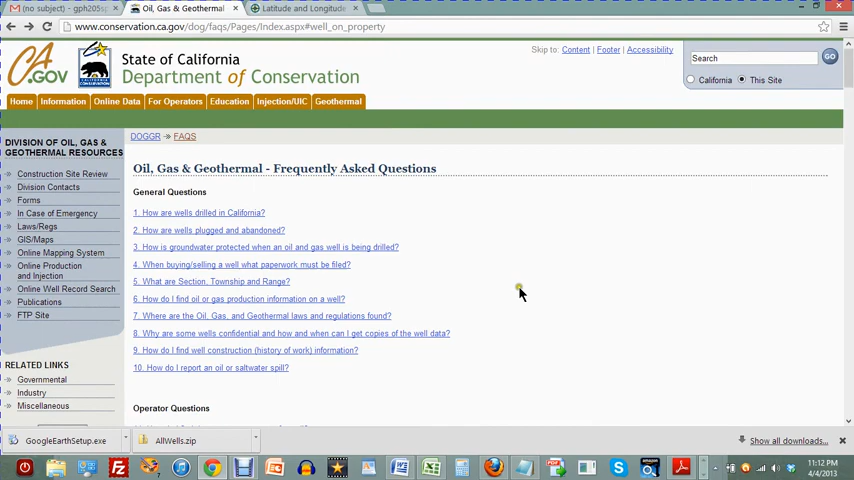 (no subject) - gph205
Oil, Gas & Geothermal -
Latitude and Longitude
www.conservation.ca.gov/dog/faqs/Pages/Index.aspx#well_on_property
CA
.GOV
CALIFORNIA
CONSERVATION
State of California
Department of Conservation
Skip to: Content | Footer | Accessibility
Search
GO
California This Site
Home Information Online Data For Operators Education Injection/UIC Geothermal
DIVISION OF OIL, GAS &
GEOTHERMAL RESOURCES
Construction Site Review
Division Contacts
Forms
In Case of Emergency
Laws/Regs
GIS/Maps
Online Mapping System
Online Production
and Injection
Online Well Record Search
Publications
FTP Site
RELATED LINKS
Governmental
Industry
Miscellaneous
DOGGR → FAQS
Oil, Gas & Geothermal - Frequently Asked Questions
General Questions
1. How are wells drilled in California?
2. How are wells plugged and abandoned?
3. How is groundwater protected when an oil and gas well is being drilled?
4. When buying/selling a well what paperwork must be filed?
5. What are Section, Township and Range?
6. How do I find oil or gas production information on a well?
7. Where are the Oil, Gas, and Geothermal laws and regulations found?
8. Why are some wells confidential and how and when can I get copies of the well data?
9. How do I find well construction (history of work) information?
10. How do I report an oil or saltwater spill?
Operator Questions
GoogleEarthSetup.exe
AllWells.zip
Show all downloads...
amazon
11:12 PM
4/4/2013